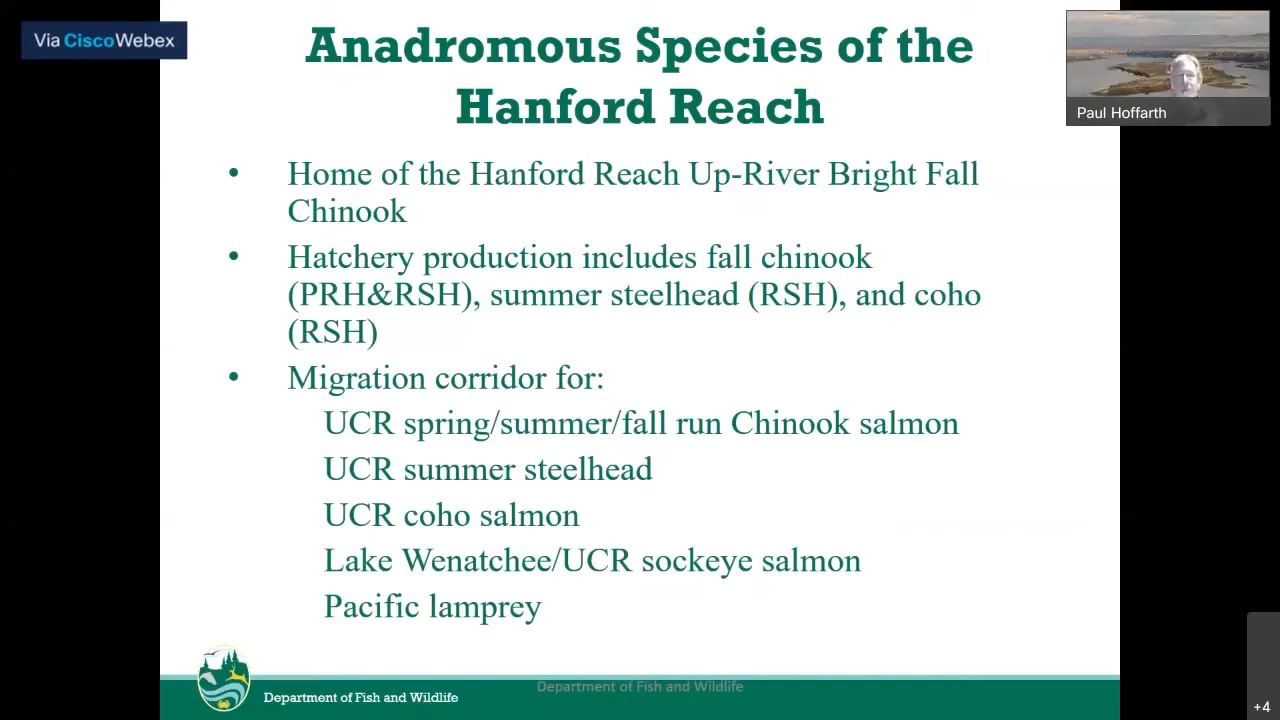 Via CiscoWebex
Anadromous Species of the
Hanford Reach
Paul Hoffarth
• Home of the Hanford Reach Up-River Bright Fall
Chinook
• Hatchery production includes fall chinook
(PRH&RSH), summer steelhead (RSH), and coho
(RSH)
• Migration corridor for:
UCR spring/summer/fall run Chinook salmon
UCR summer steelhead
UCR coho salmon
Lake Wenatchee/UCR sockeye salmon
Pacific lamprey
Department of Fish and Wildlife
Department of Fish and Wildlife
+4